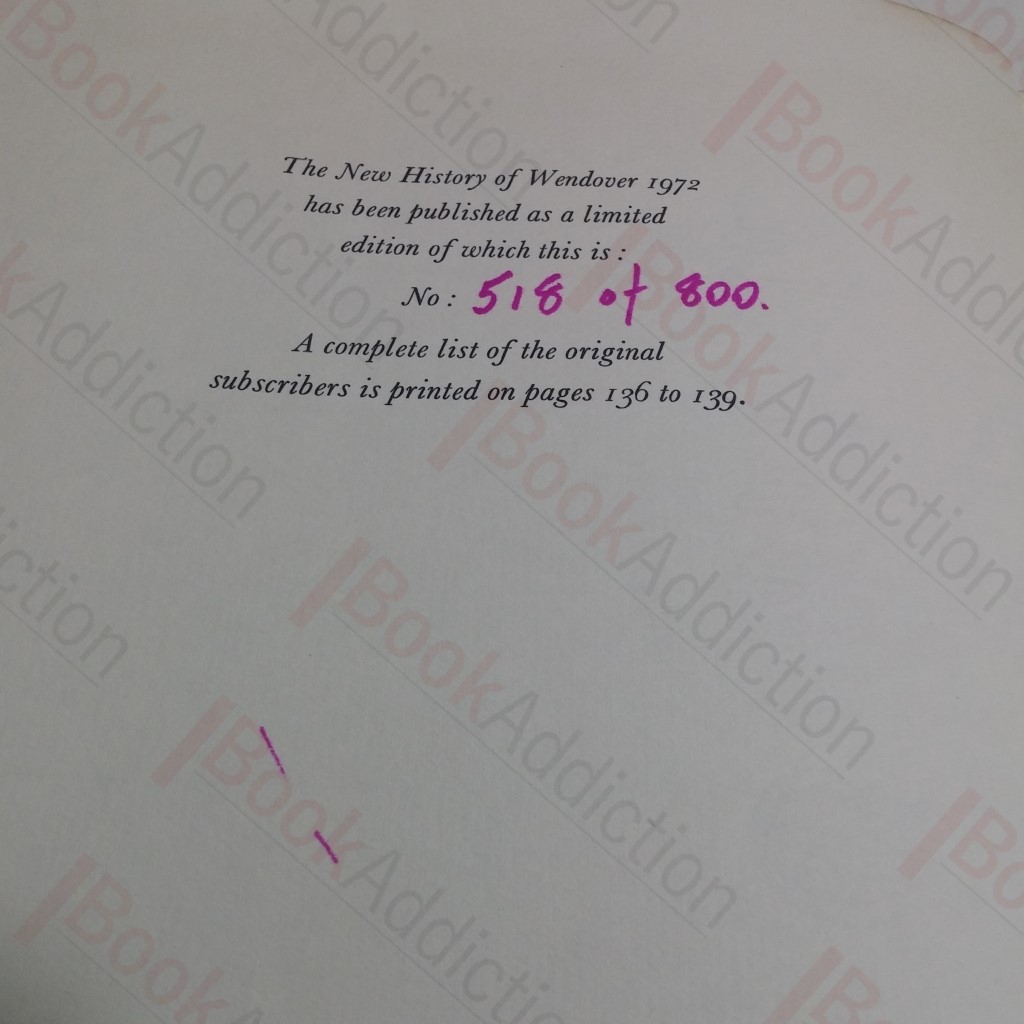 The New History of Wendover 1972
has been published as a limited
edition of which this is :
No : 518 of 800.
A complete list of the original
subscribers is printed on pages 136 to 139.
BookAddiction